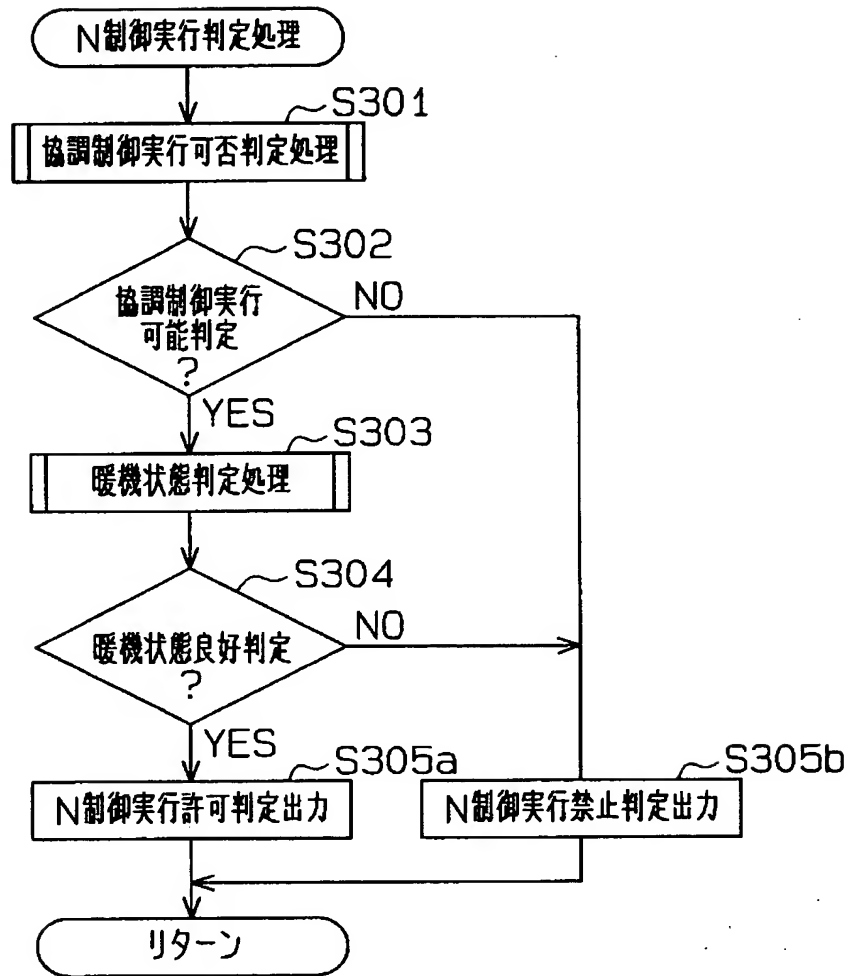 N制御実行判定処理
S301
協調制御実行可否判定処理
S302
協調制御実行
可能判定
?
NO
YES
S303
暖機状態判定処理
S304
暖機状態良好判定
?
NO
YES
S305a
N制御実行許可判定出力
S305b
N制御実行禁止判定出力
リターン